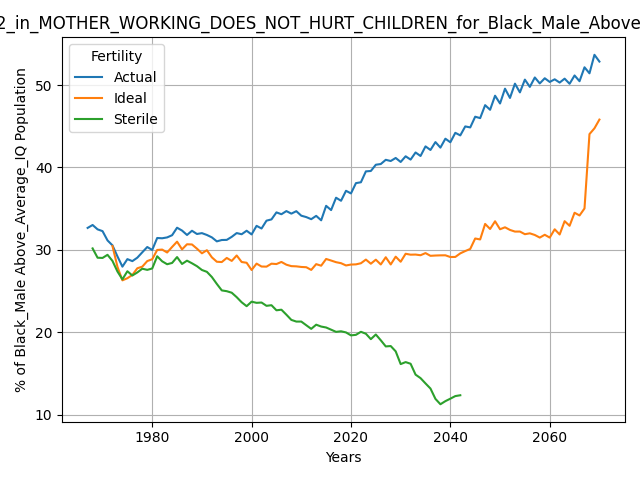 2_in_MOTHER_WORKING_DOES_NOT_HURT_CHILDREN_for_Black_Male_Above
Fertility
Actual
Ideal
Sterile
% of Black_Male Above_Average_IQ Population
50
40
30
20
10
1980 2000 2020 2040 2060
Years